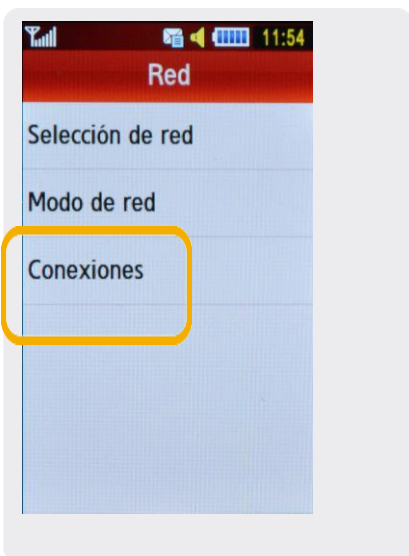 11:54
Red
Selección de red
Modo de red
Conexiones